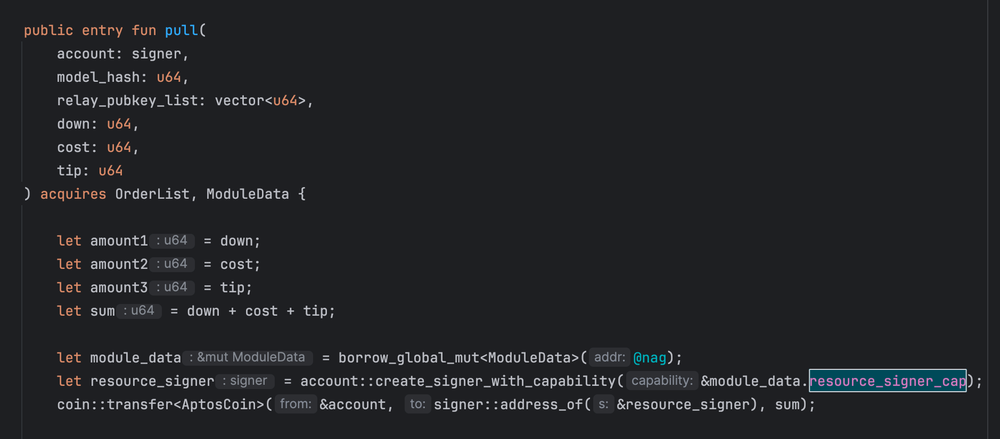 public entry fun pull(
account: signer,
model_hash: u64,
relay_pubkey_list: vector<u64>,
down: u64,
cost: u64,
tip: u64
) acquires OrderList, ModuleData {
let amount1 : u64 = down;
let amount2 : u64 = cost;
let amount3 : u64 = tip;
let sum : u64 = down + cost + tip;
let module_data : &mut ModuleData = borrow_global_mut<ModuleData>( addr: @nag);
let resource_signer : signer = account::create_signer_with_capability( capability: &module_data.resource_signer_cap);
coin::transfer<AptosCoin>( from: &account, to: signer::address_of( s: &resource_signer), sum);